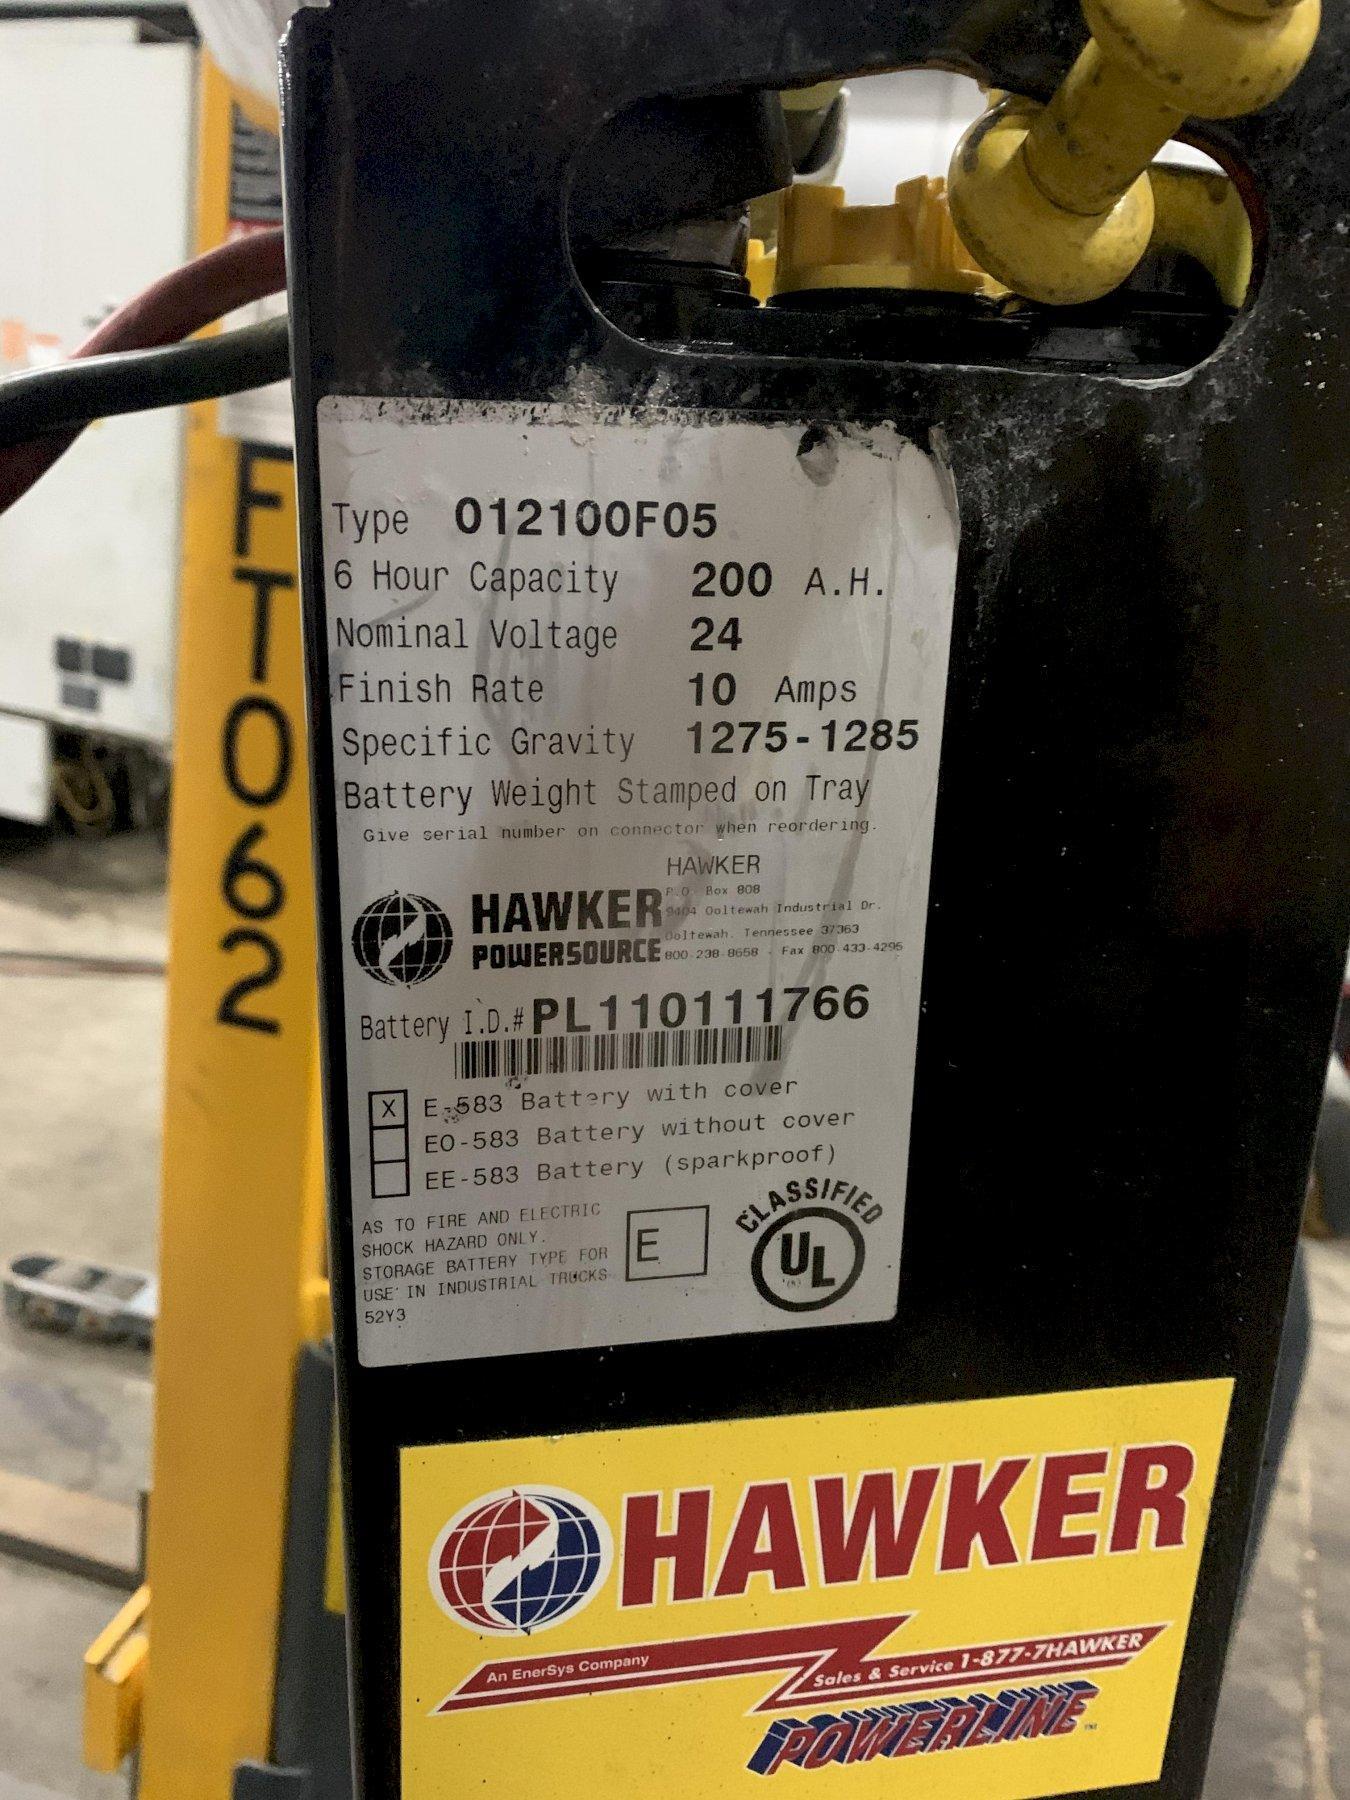 FT062
Type 012100F05
6 Hour Capacity 200 A.H.
Nominal Voltage 24
Finish Rate 10 Amps
Specific Gravity 1275-1285
Battery Weight Stamped on Tray
Give serial number on connector when reordering.
HAWKER
POWERSOURCE
HAWKER
P.O. Box 808
9404 Ooltewah Industrial Dr.
Ooltewah, Tennessee 37363
800-238-8658 - Fax 800-433-4295
Battery I.D.# PL110111766
X E-583 Battery with cover
EO-583 Battery without cover
EE-583 Battery (sparkproof)
AS TO FIRE AND ELECTRIC
SHOCK HAZARD ONLY.
STORAGE BATTERY TYPE FOR
USE IN INDUSTRIAL TRUCKS
52Y3
E
CLASSIFIED
UL
HAWKER
An EnerSys Company
Sales & Service 1-877-7HAWKER
POWERLINE™